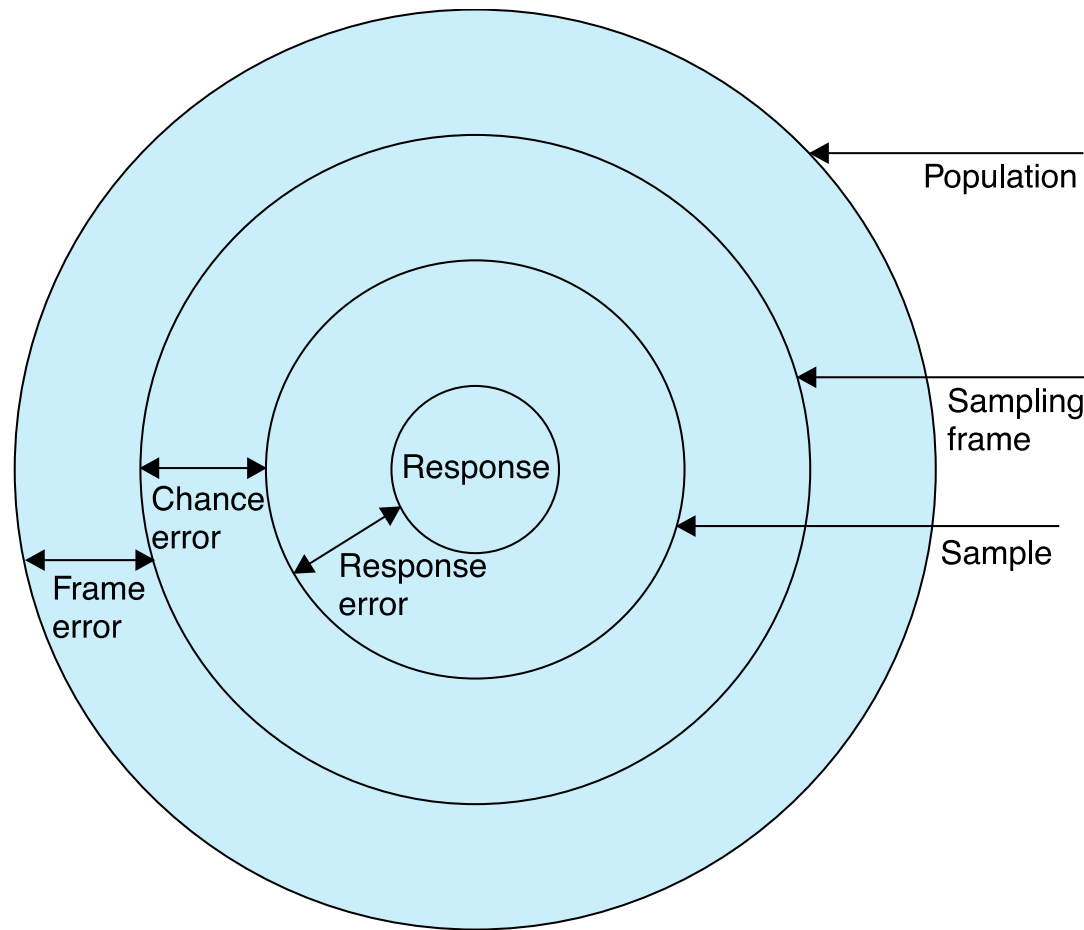 Population
Sampling
frame
Response
Chance
error
Sample
Response
error
Frame
error